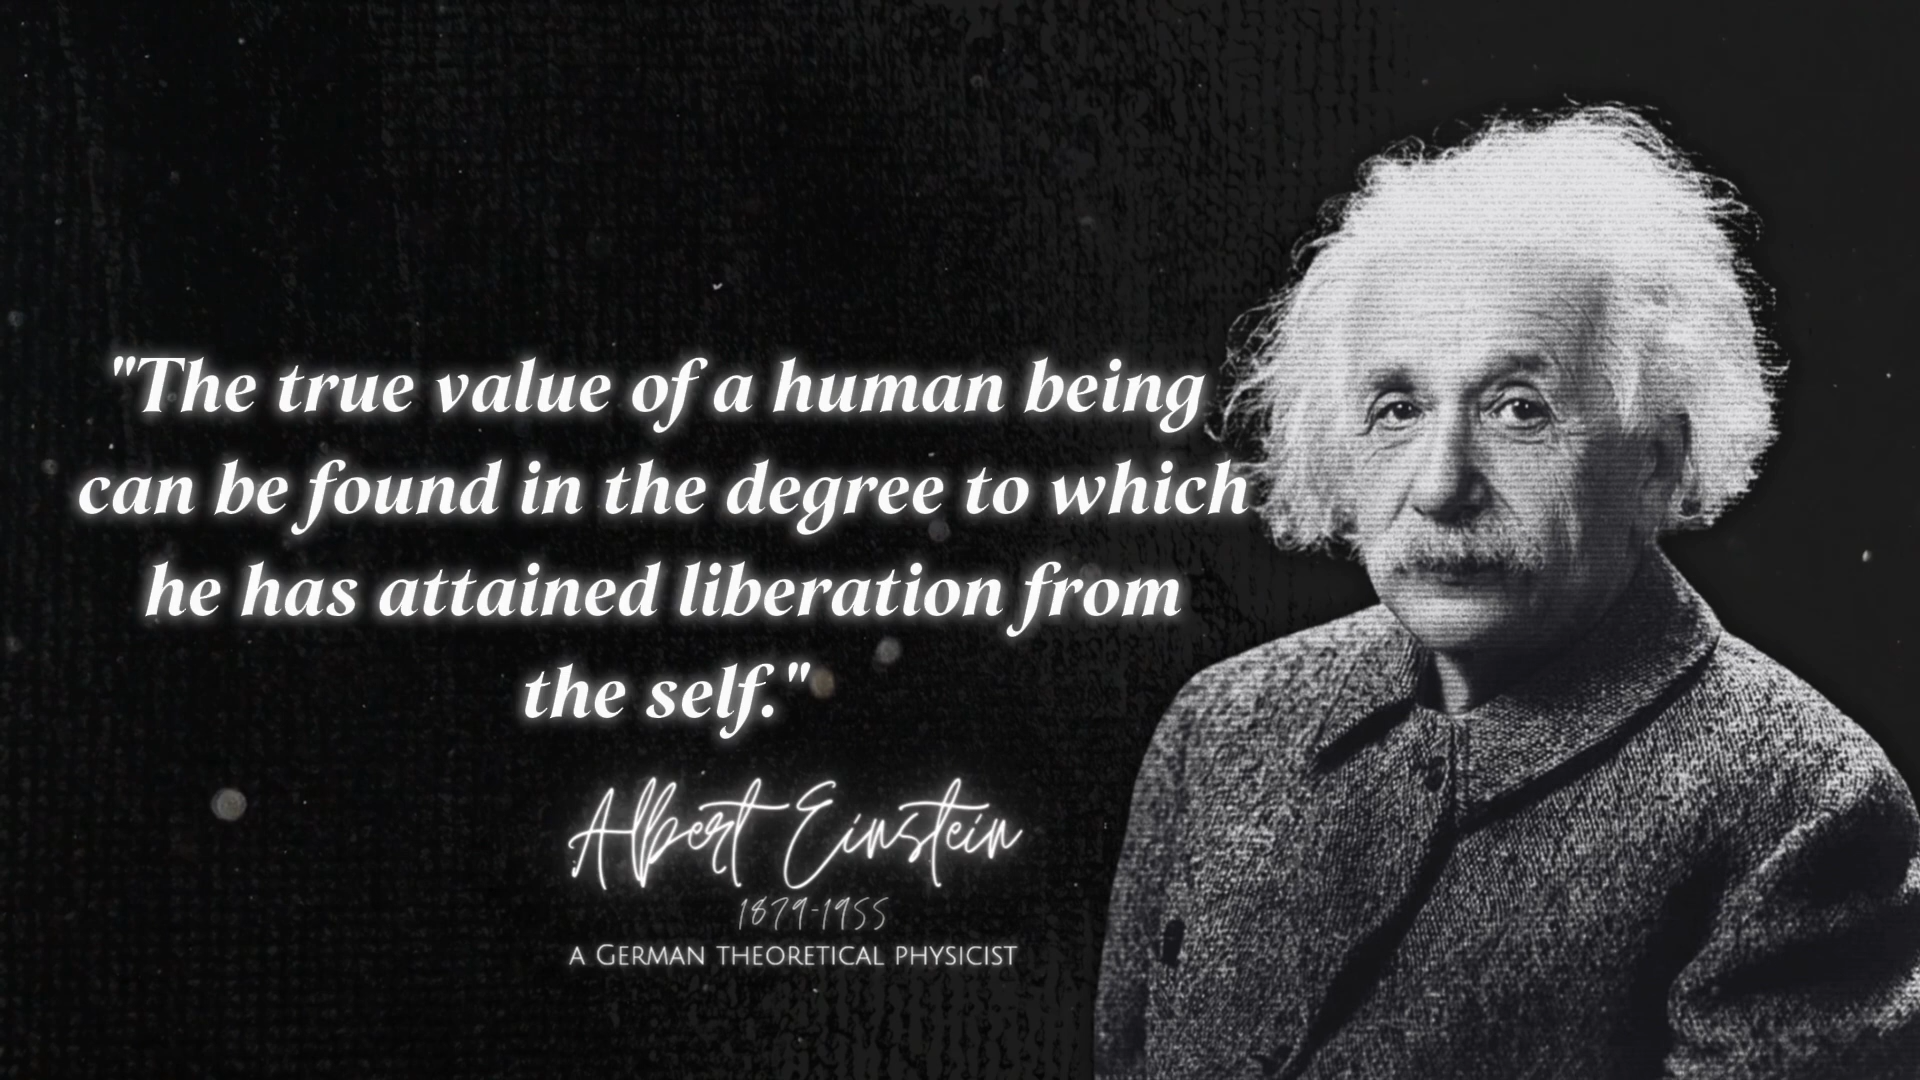 "The true value of a human being
can be found in the degree to which
he has attained liberation from
the self."
Albert Einstein
1879-1955
A GERMAN THEORETICAL PHYSICIST